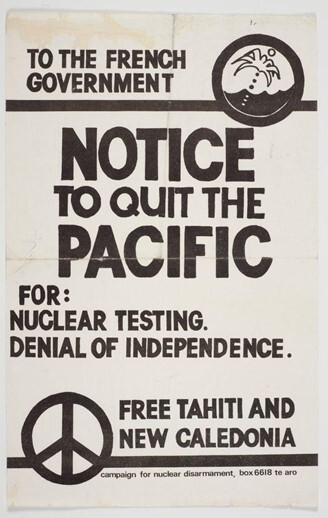 TO THE FRENCH
GOVERNMENT
NOTICE
TO QUIT THE
PACIFIC
FOR:
NUCLEAR TESTING.
DENIAL OF INDEPENDENCE.
FREE TAHITI AND
NEW CALEDONIA
campaign for nuclear disarmament, box 6618 te aro